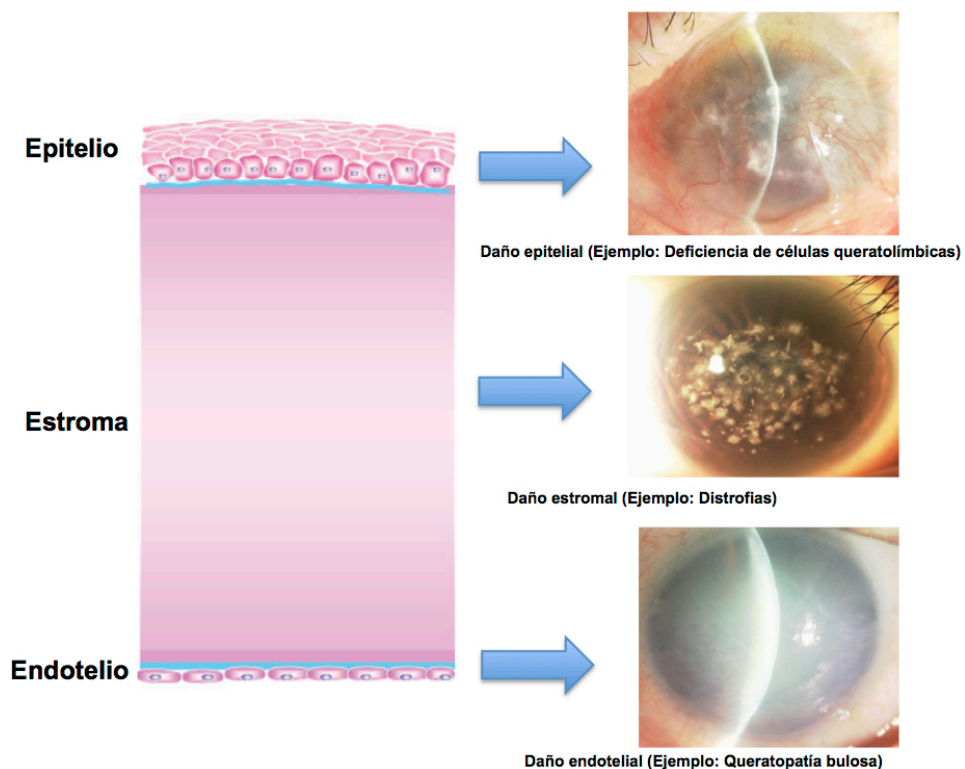 Epitelio
Daño epitelial (Ejemplo: Deficiencia de células queratolímbicas)
Estroma
Daño estromal (Ejemplo: Distrofias)
Endotelio
Daño endotelial (Ejemplo: Queratopatía bulosa)